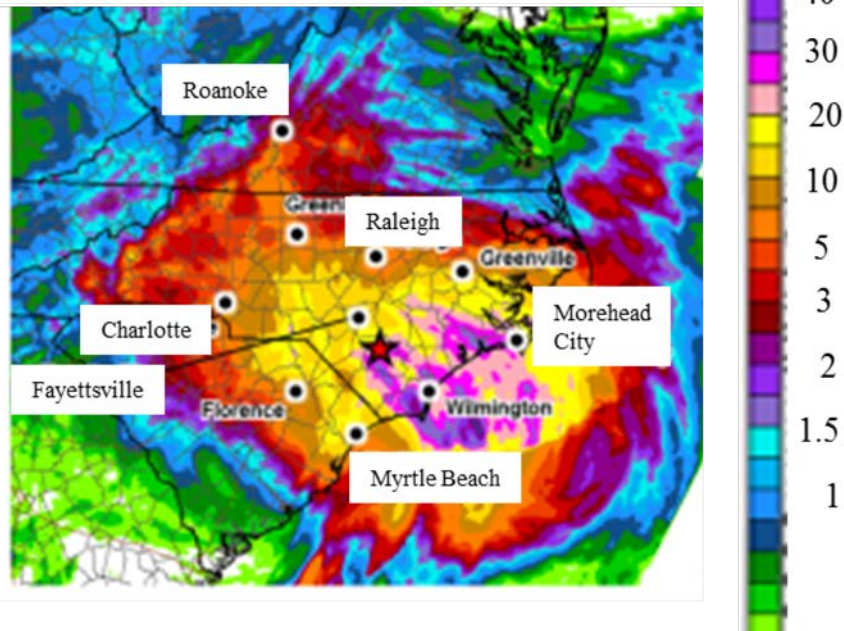 40
30
20
10
5
3
2
1.5
1
Roanoke
Raleigh
Greenville
Morehead
City
Charlotte
Fayettsville
Florence
Wilmington
Myrtle Beach